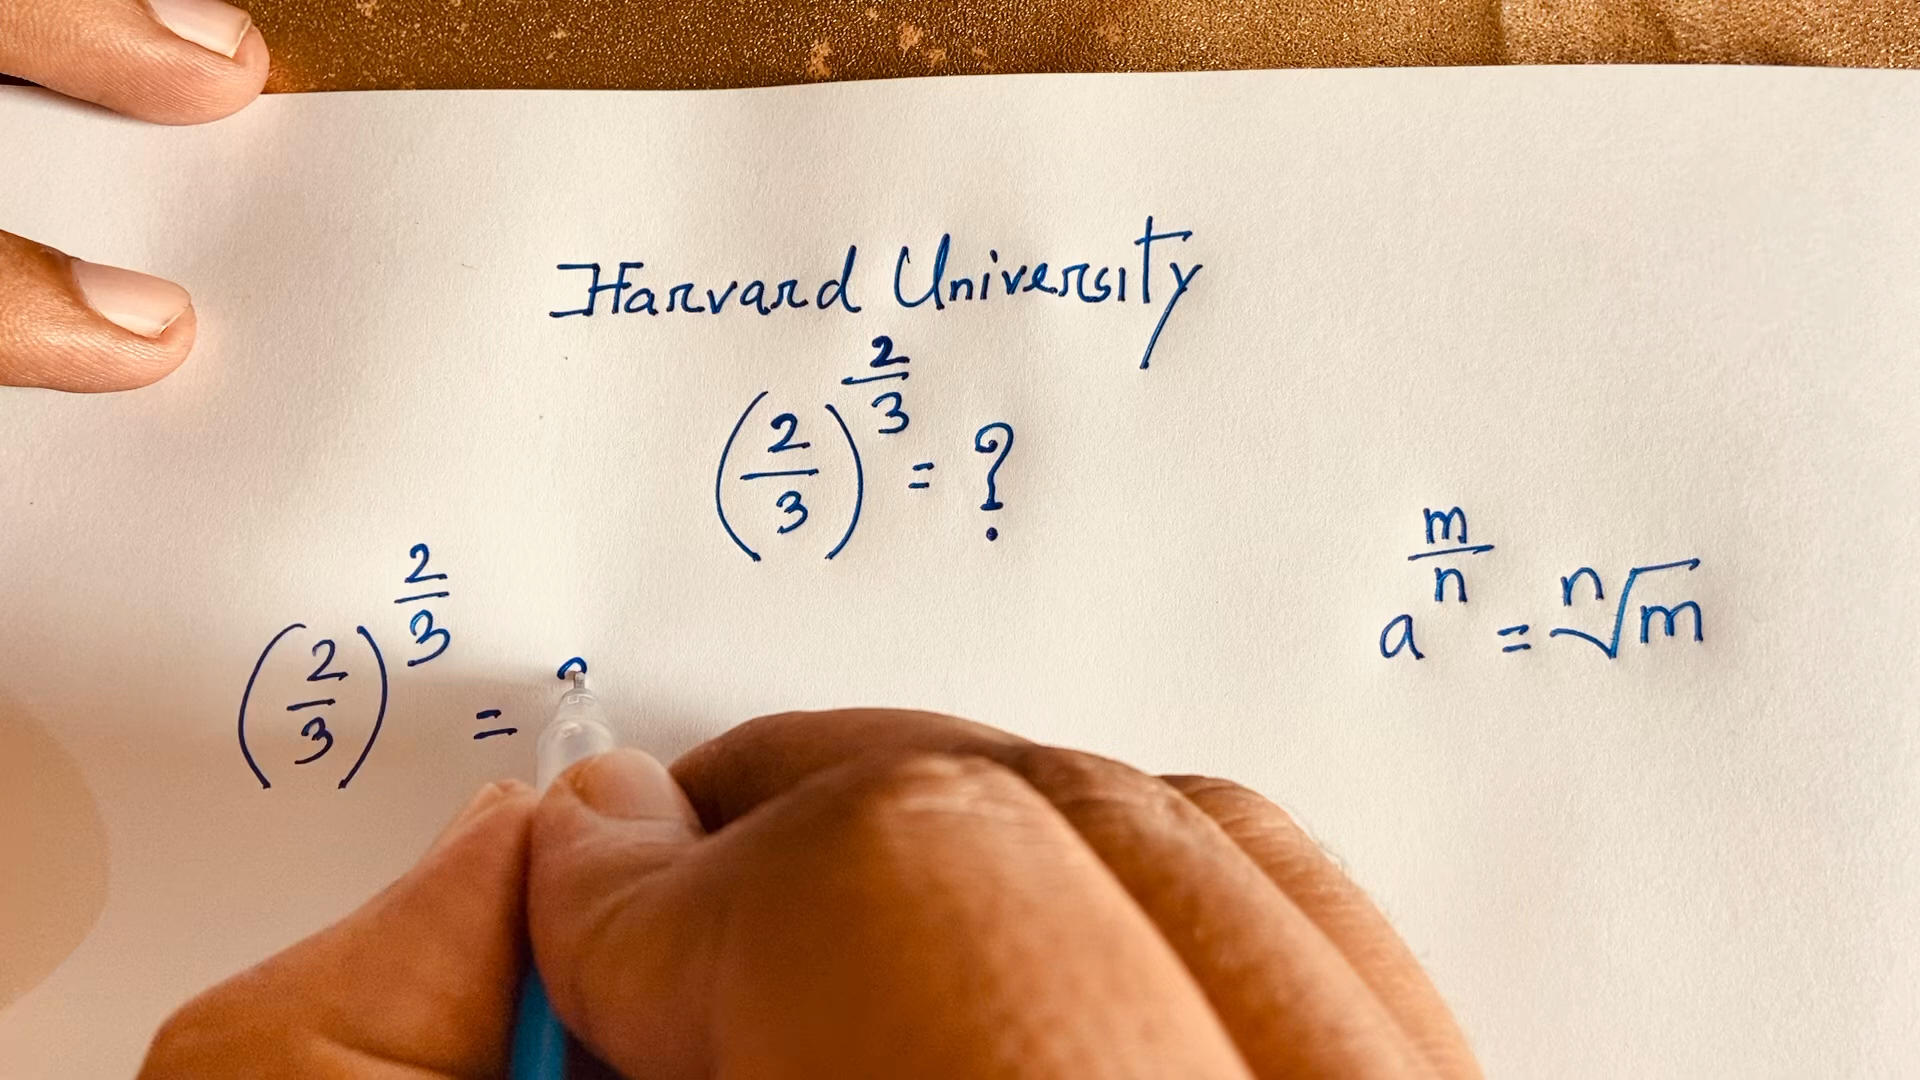 Harvard University
(2/3)^(2/3) = ?
a^(m/n) = ⁿ√m
(2/3)^(2/3) =